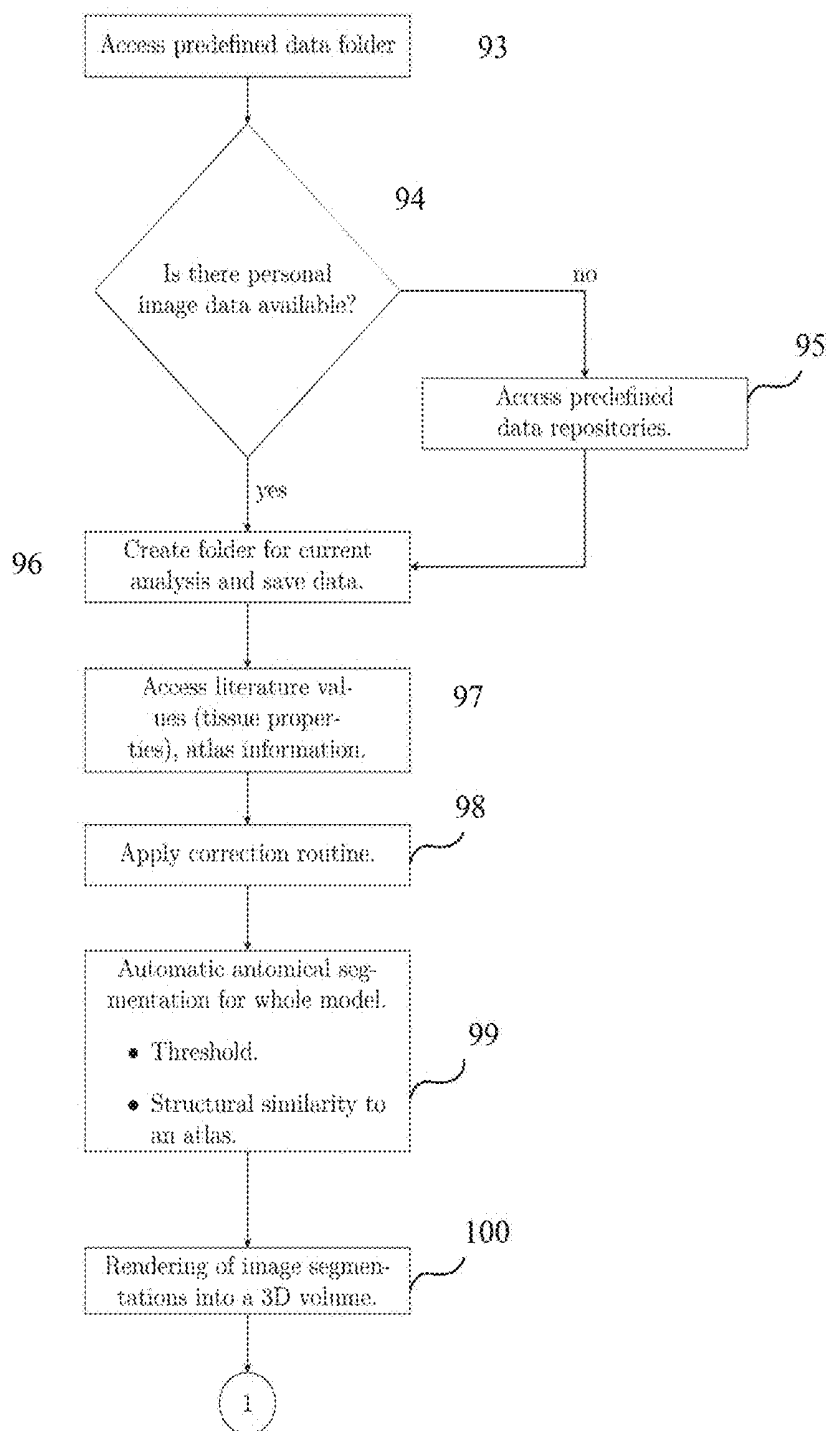 Access predefined data folder
93
94
Is there personal
image data available?
no
95
Access predefined
data repositories.
yes
96
Create folder for current
analysis and save data.
Access literature val-
ues (tissue proper-
ties), atlas information.
97
98
Apply correction routine.
Automatic antomical seg-
mentation for whole model.
• Threshold.
• Structural similarity to
an atlas.
99
100
Rendering of image segmen-
tations into a 3D volume.
1